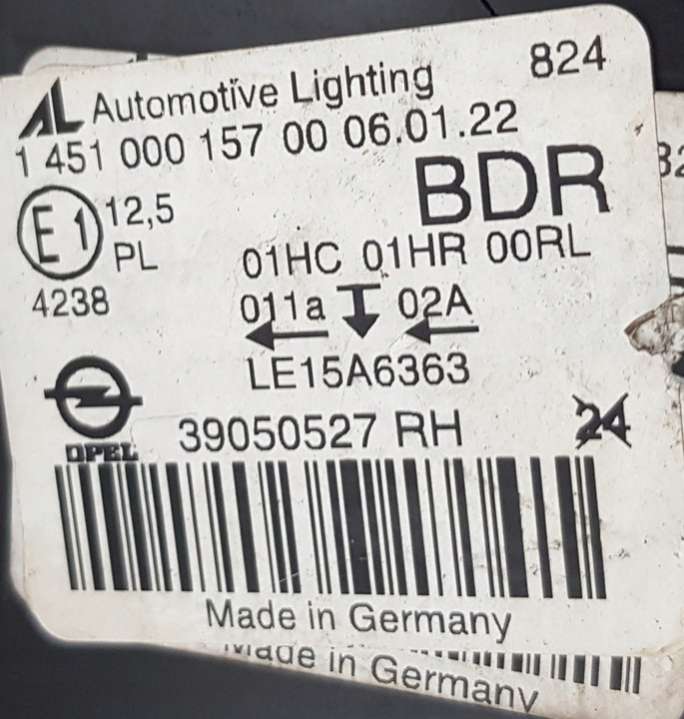 AL Automotive Lighting 824
1 451 000 157 00 06.01.22
E1 12,5 BDR
PL 01HC 01HR 00RL
4238 011a 02A
LE15A6363
OPEL 39050527 RH 24
Made in Germany
Made in Germany